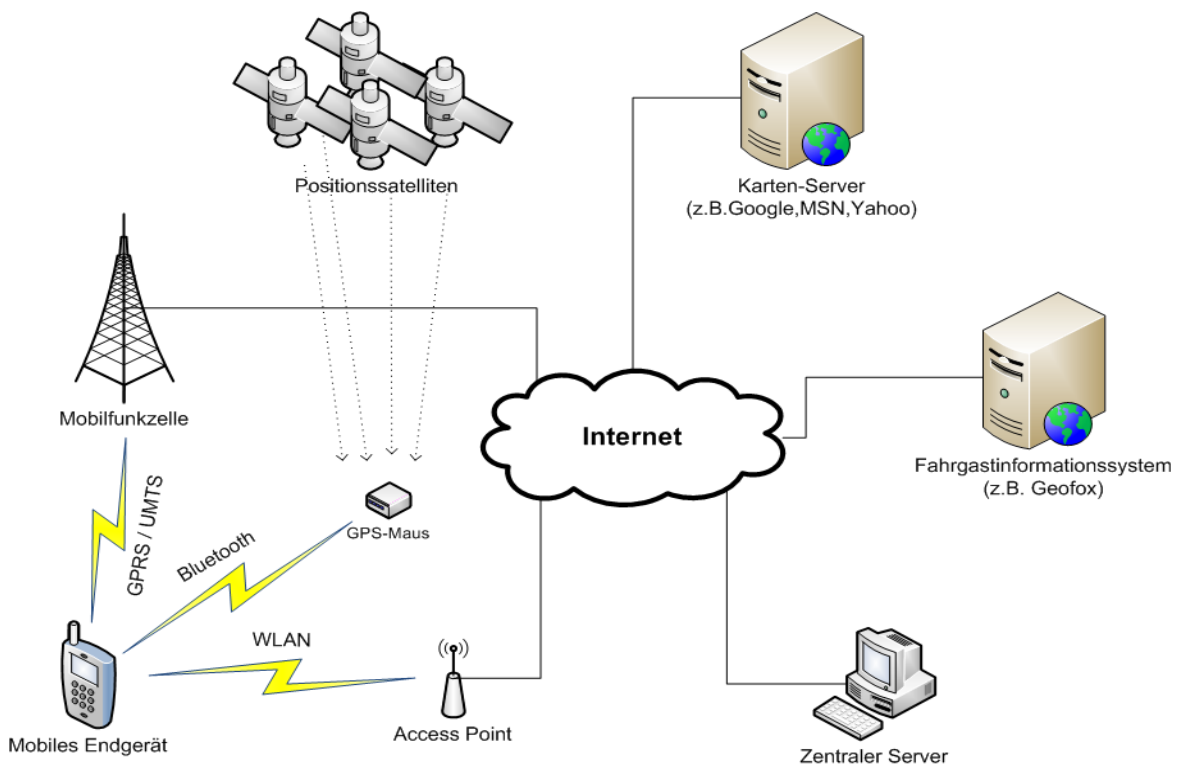 Positionssatelliten
Karten-Server
(z.B.Google,MSN,Yahoo)
Mobilfunkzelle
Internet
Fahrgastinformationssystem
(z.B. Geofox)
GPRS / UMTS
GPS-Maus
Bluetooth
WLAN
Mobiles Endgerät
Access Point
Zentraler Server